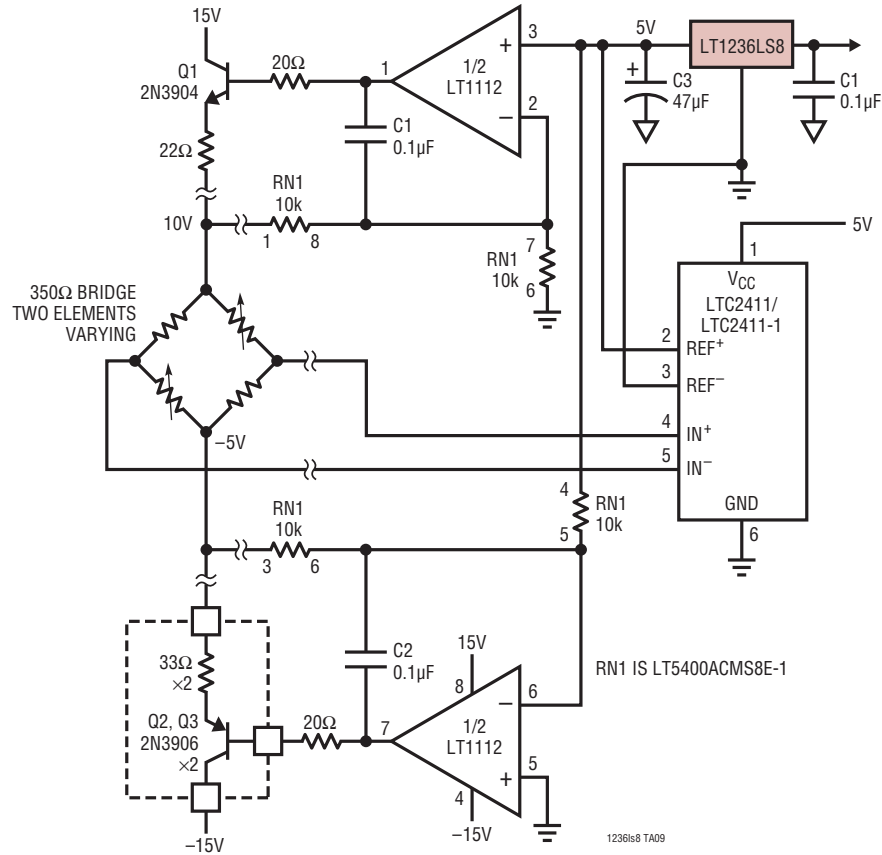 15V
Q1
2N3904
20Ω
1
1/2
LT1112
+
3
–
2
5V
LT1236LS8
+
C3
47µF
C1
0.1µF
22Ω
C1
0.1µF
RN1
10k
10V
1
8
RN1
10k
7
6
5V
1
VCC
LTC2411/
LTC2411-1
2
REF+
3
REF–
4
IN+
5
IN–
GND
6
350Ω BRIDGE
TWO ELEMENTS
VARYING
–5V
4
RN1
10k
5
RN1
10k
3
6
C2
0.1µF
15V
8
–
6
1/2
LT1112
7
+
5
4
–15V
RN1 IS LT5400ACMS8E-1
33Ω
×2
Q2, Q3
2N3906
×2
20Ω
–15V
1236ls8 TA09